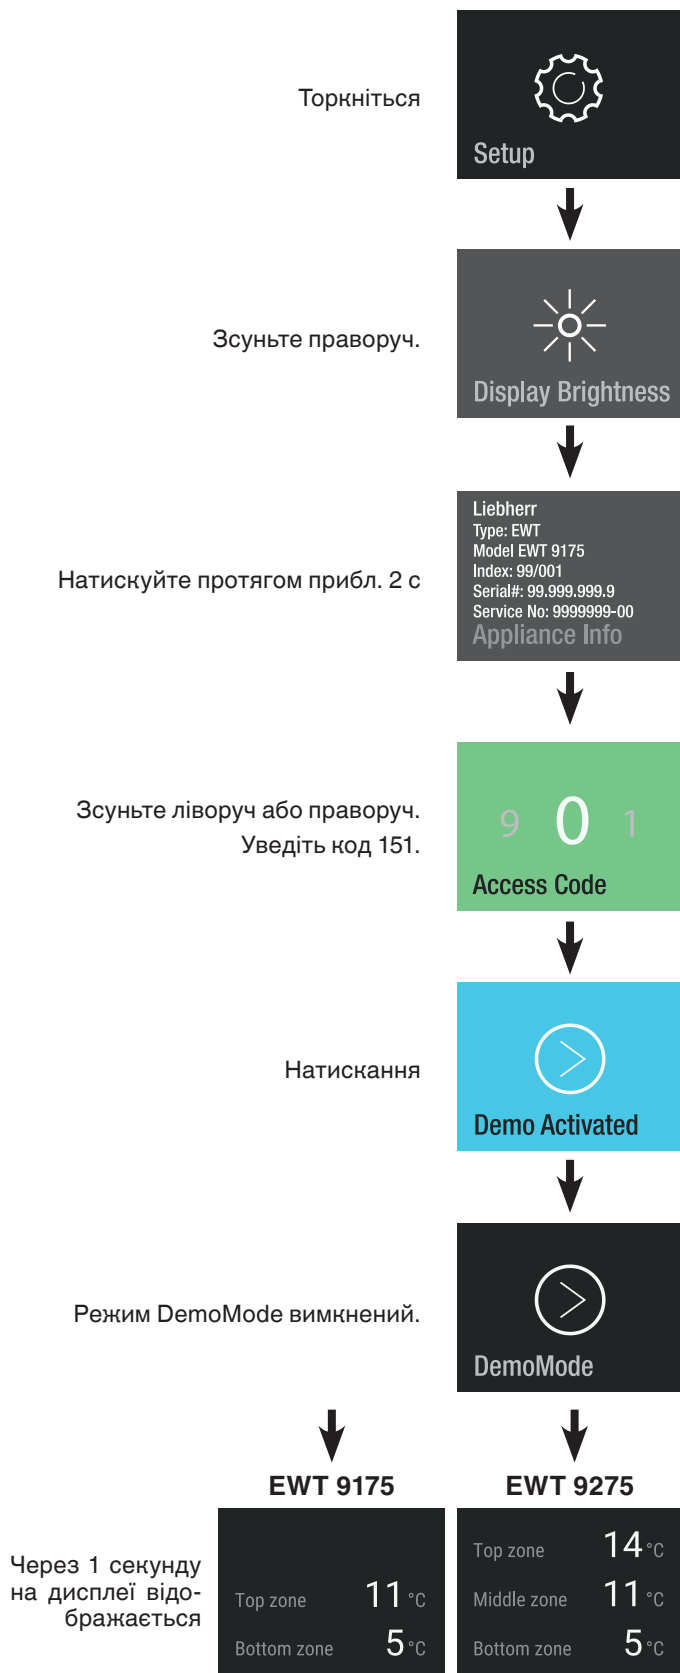 Торкніться
Setup
Зсуньте праворуч.
Display Brightness
Liebherr
Type: EWT
Model EWT 9175
Index: 99/001
Serial#: 99.999.999.9
Service No: 9999999-00
Appliance Info
Натискуйте протягом прибл. 2 с
Зсуньте ліворуч або праворуч.
Уведіть код 151.
9 0 1
Access Code
Натискання
Demo Activated
Режим DemoMode вимкнений.
DemoMode
EWT 9175
EWT 9275
Через 1 секунду
на дисплеї відо-
бражається
Top zone 11 °C
Bottom zone 5 °C
Top zone 14 °C
Middle zone 11 °C
Bottom zone 5 °C